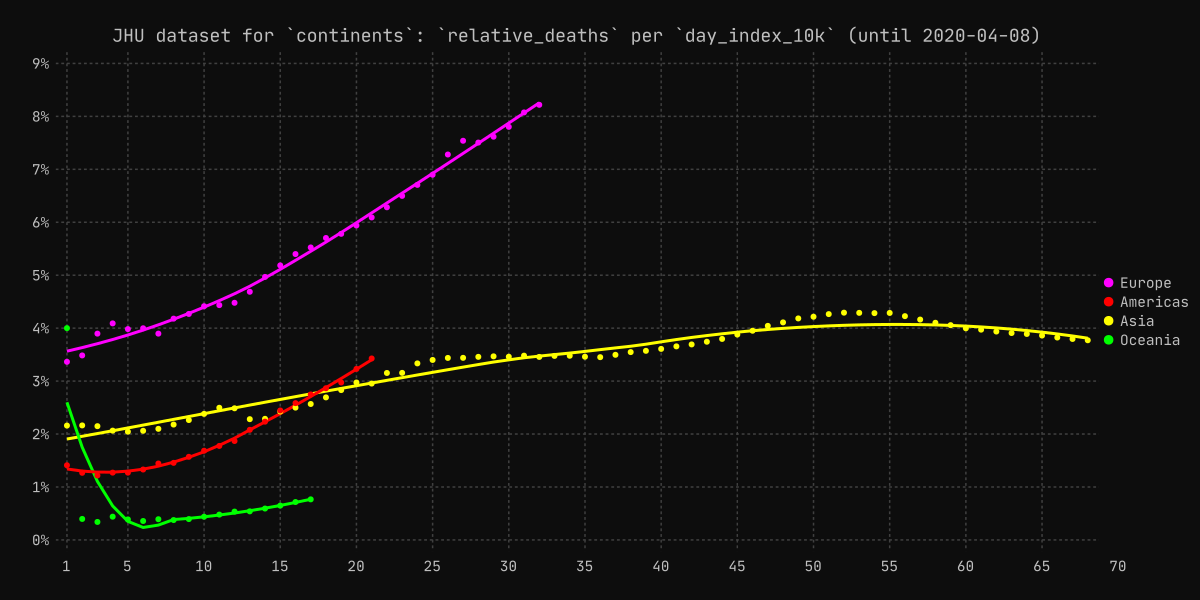 JHU dataset for `continents`: `relative_deaths` per `day_index_10k` (until 2020-04-08)
9%
8%
7%
6%
5%
4%
3%
2%
1%
0%
Europe
Americas
Asia
Oceania
1 5 10 15 20 25 30 35 40 45 50 55 60 65 70